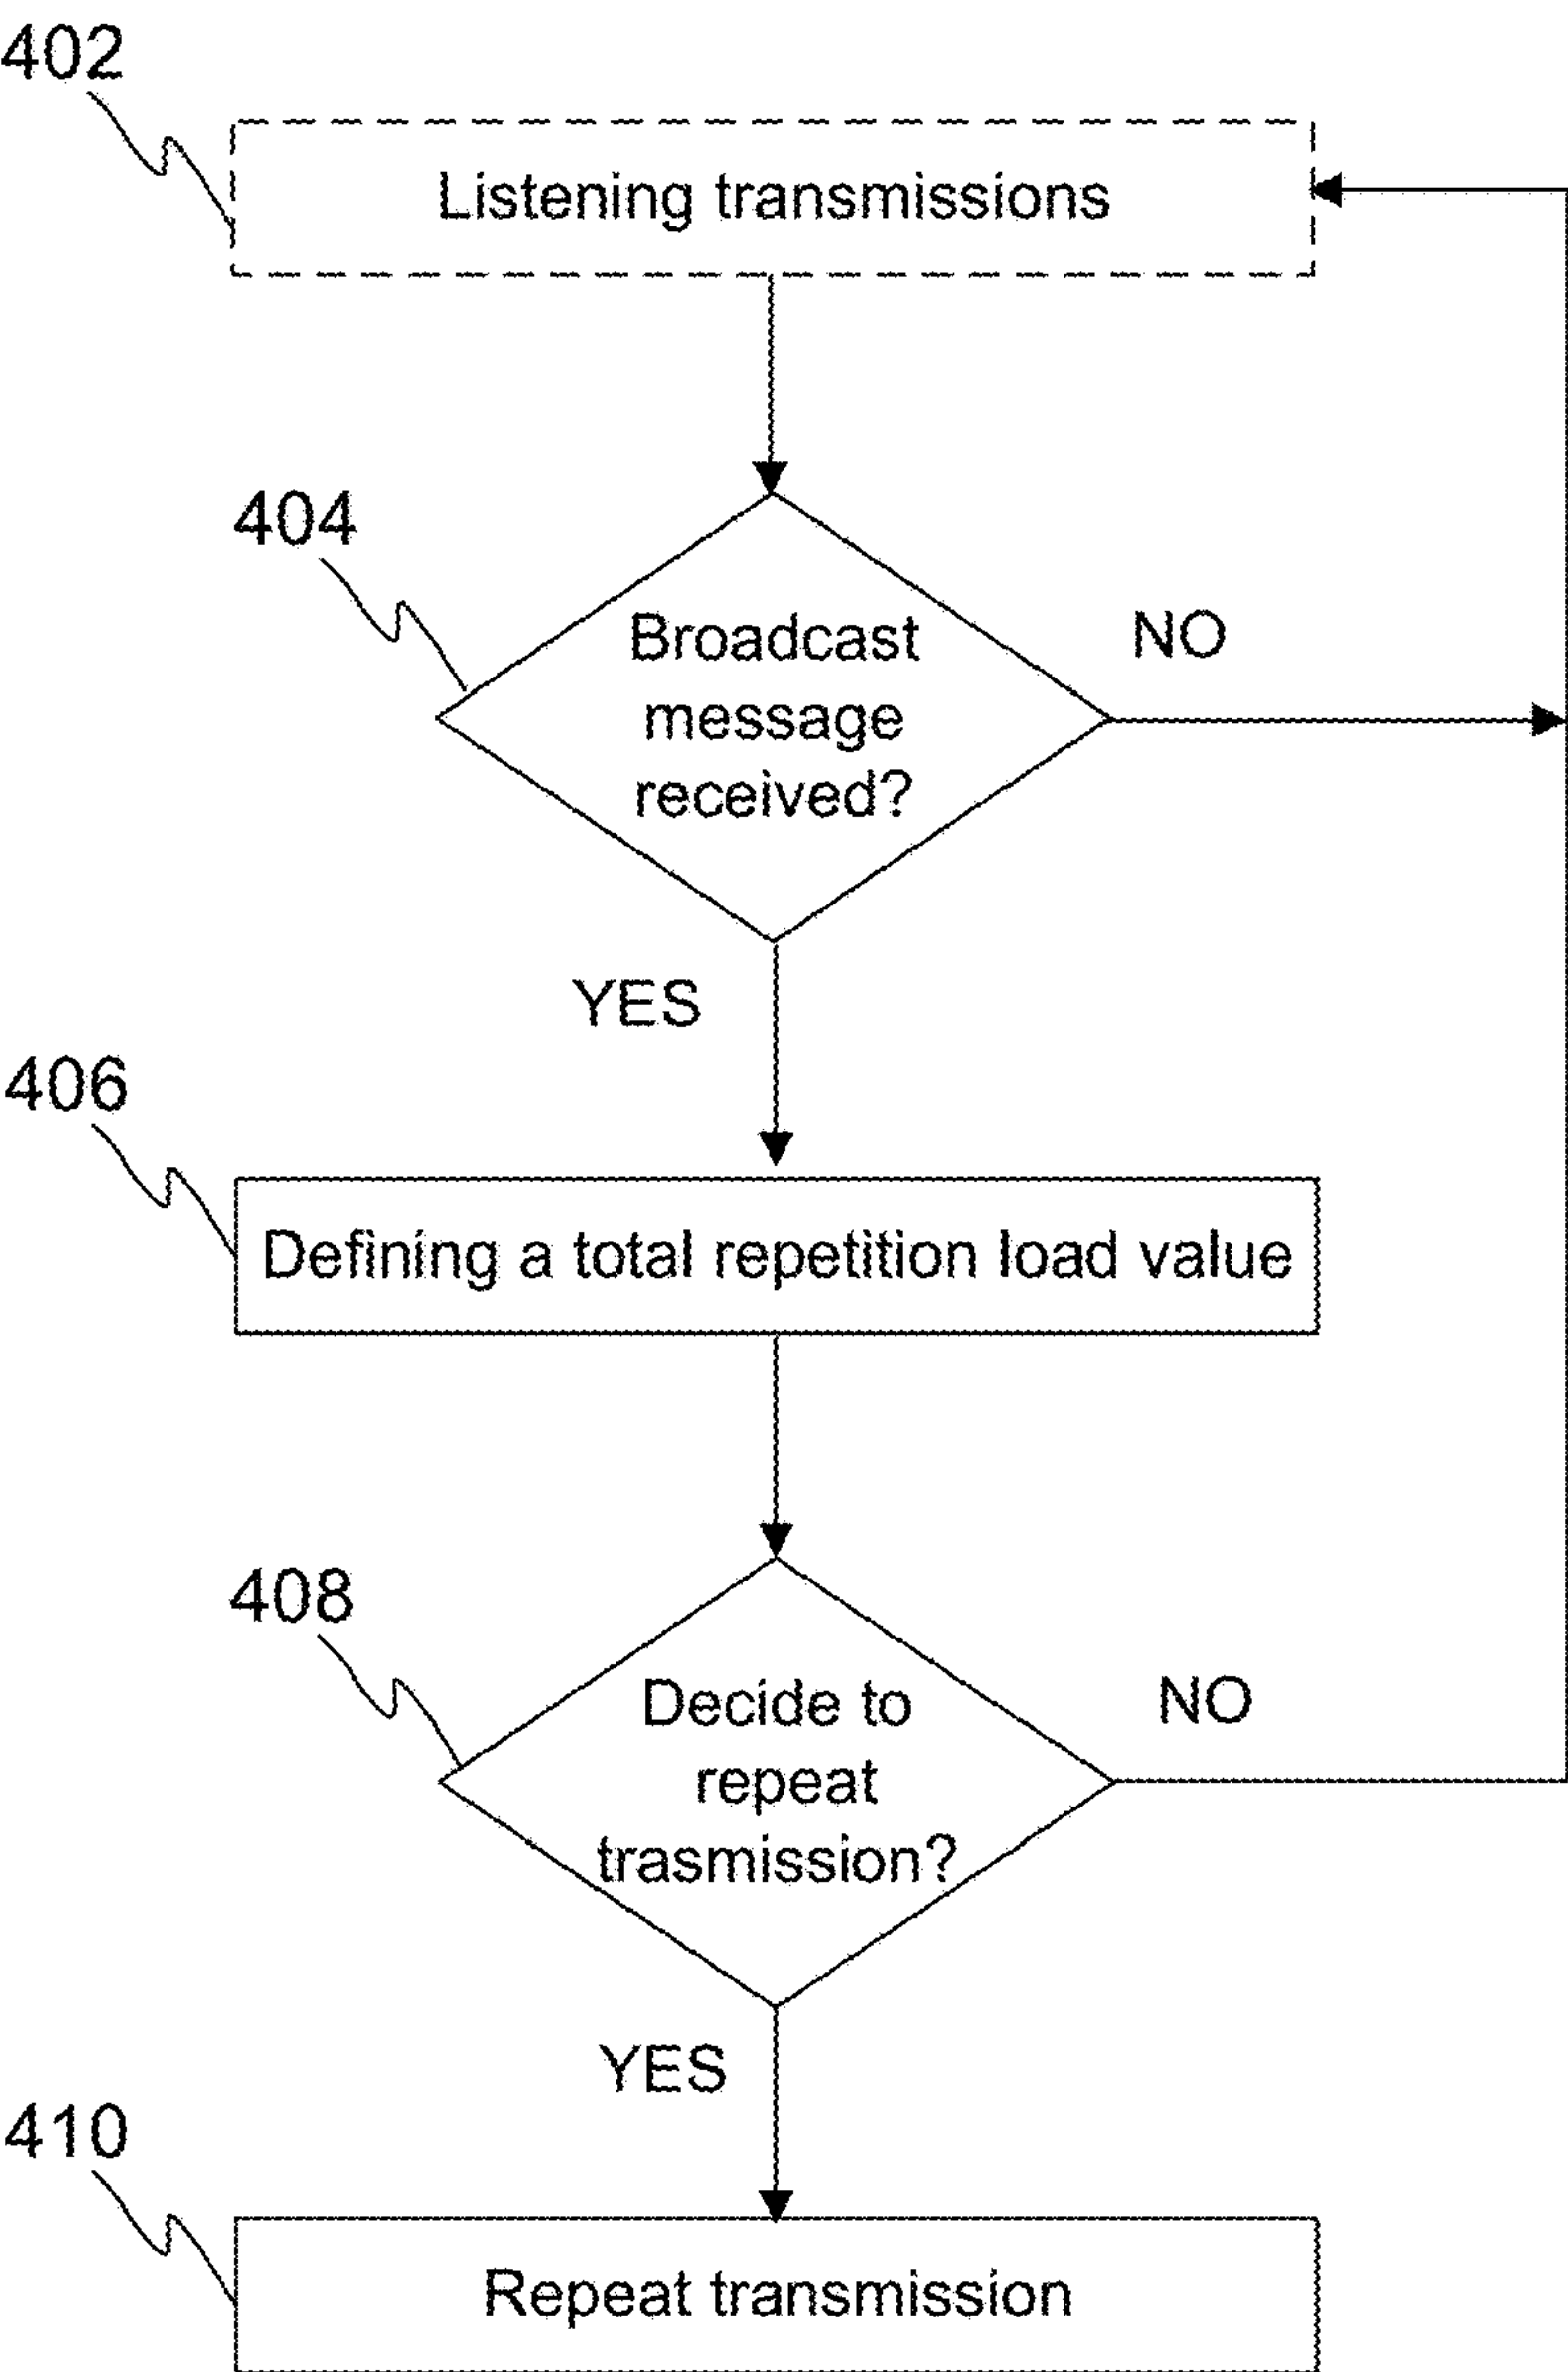 402
Listening transmissions
404
Broadcast
message
received?
NO
YES
406
Defining a total repetition load value
408
Decide to
repeat
trasmission?
NO
YES
410
Repeat transmission